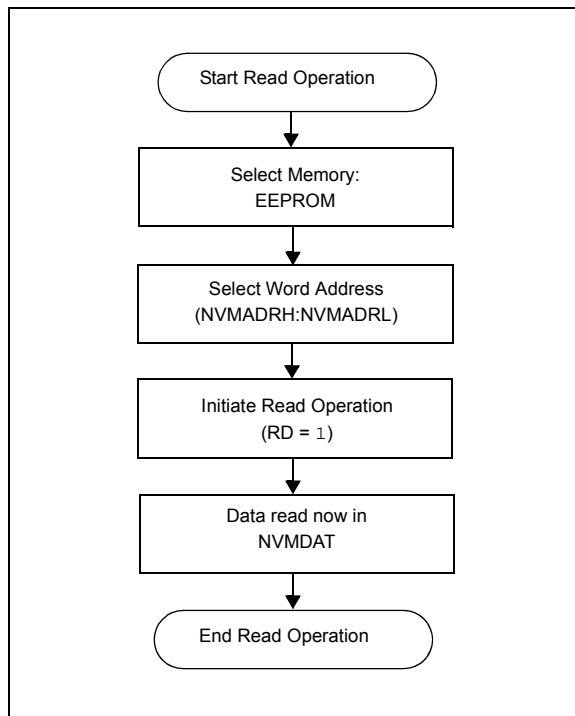 Start Read Operation
Select Memory:
EEPROM
Select Word Address
(NVMADRH:NVMADRL)
Initiate Read Operation
(RD = 1)
Data read now in
NVMDAT
End Read Operation